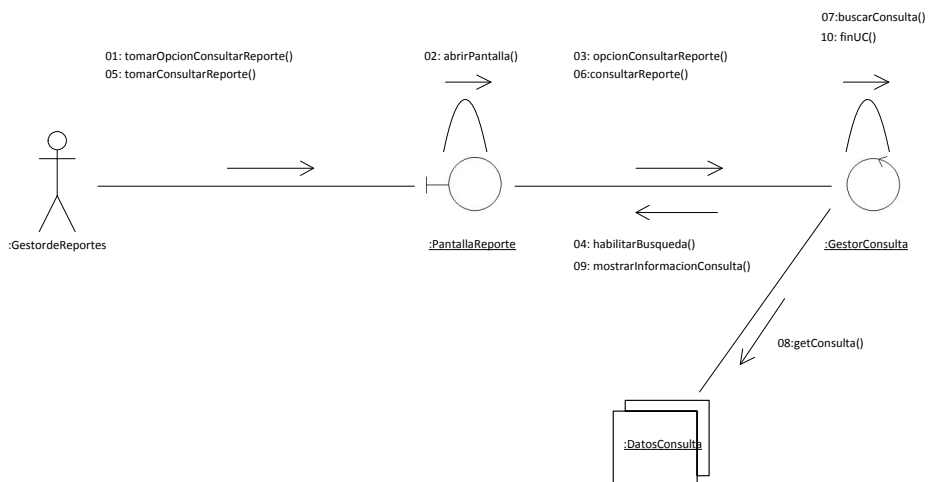 07:buscarConsulta()
10: finUC()
01: tomarOpcionConsultarReporte()
05: tomarConsultarReporte()
02: abrirPantalla()
03: opcionConsultarReporte()
06:consultarReporte()
:GestordeReportes
:PantallaReporte
:GestorConsulta
04: habilitarBusqueda()
09: mostrarInformacionConsulta()
08:getConsulta()
:DatosConsulta